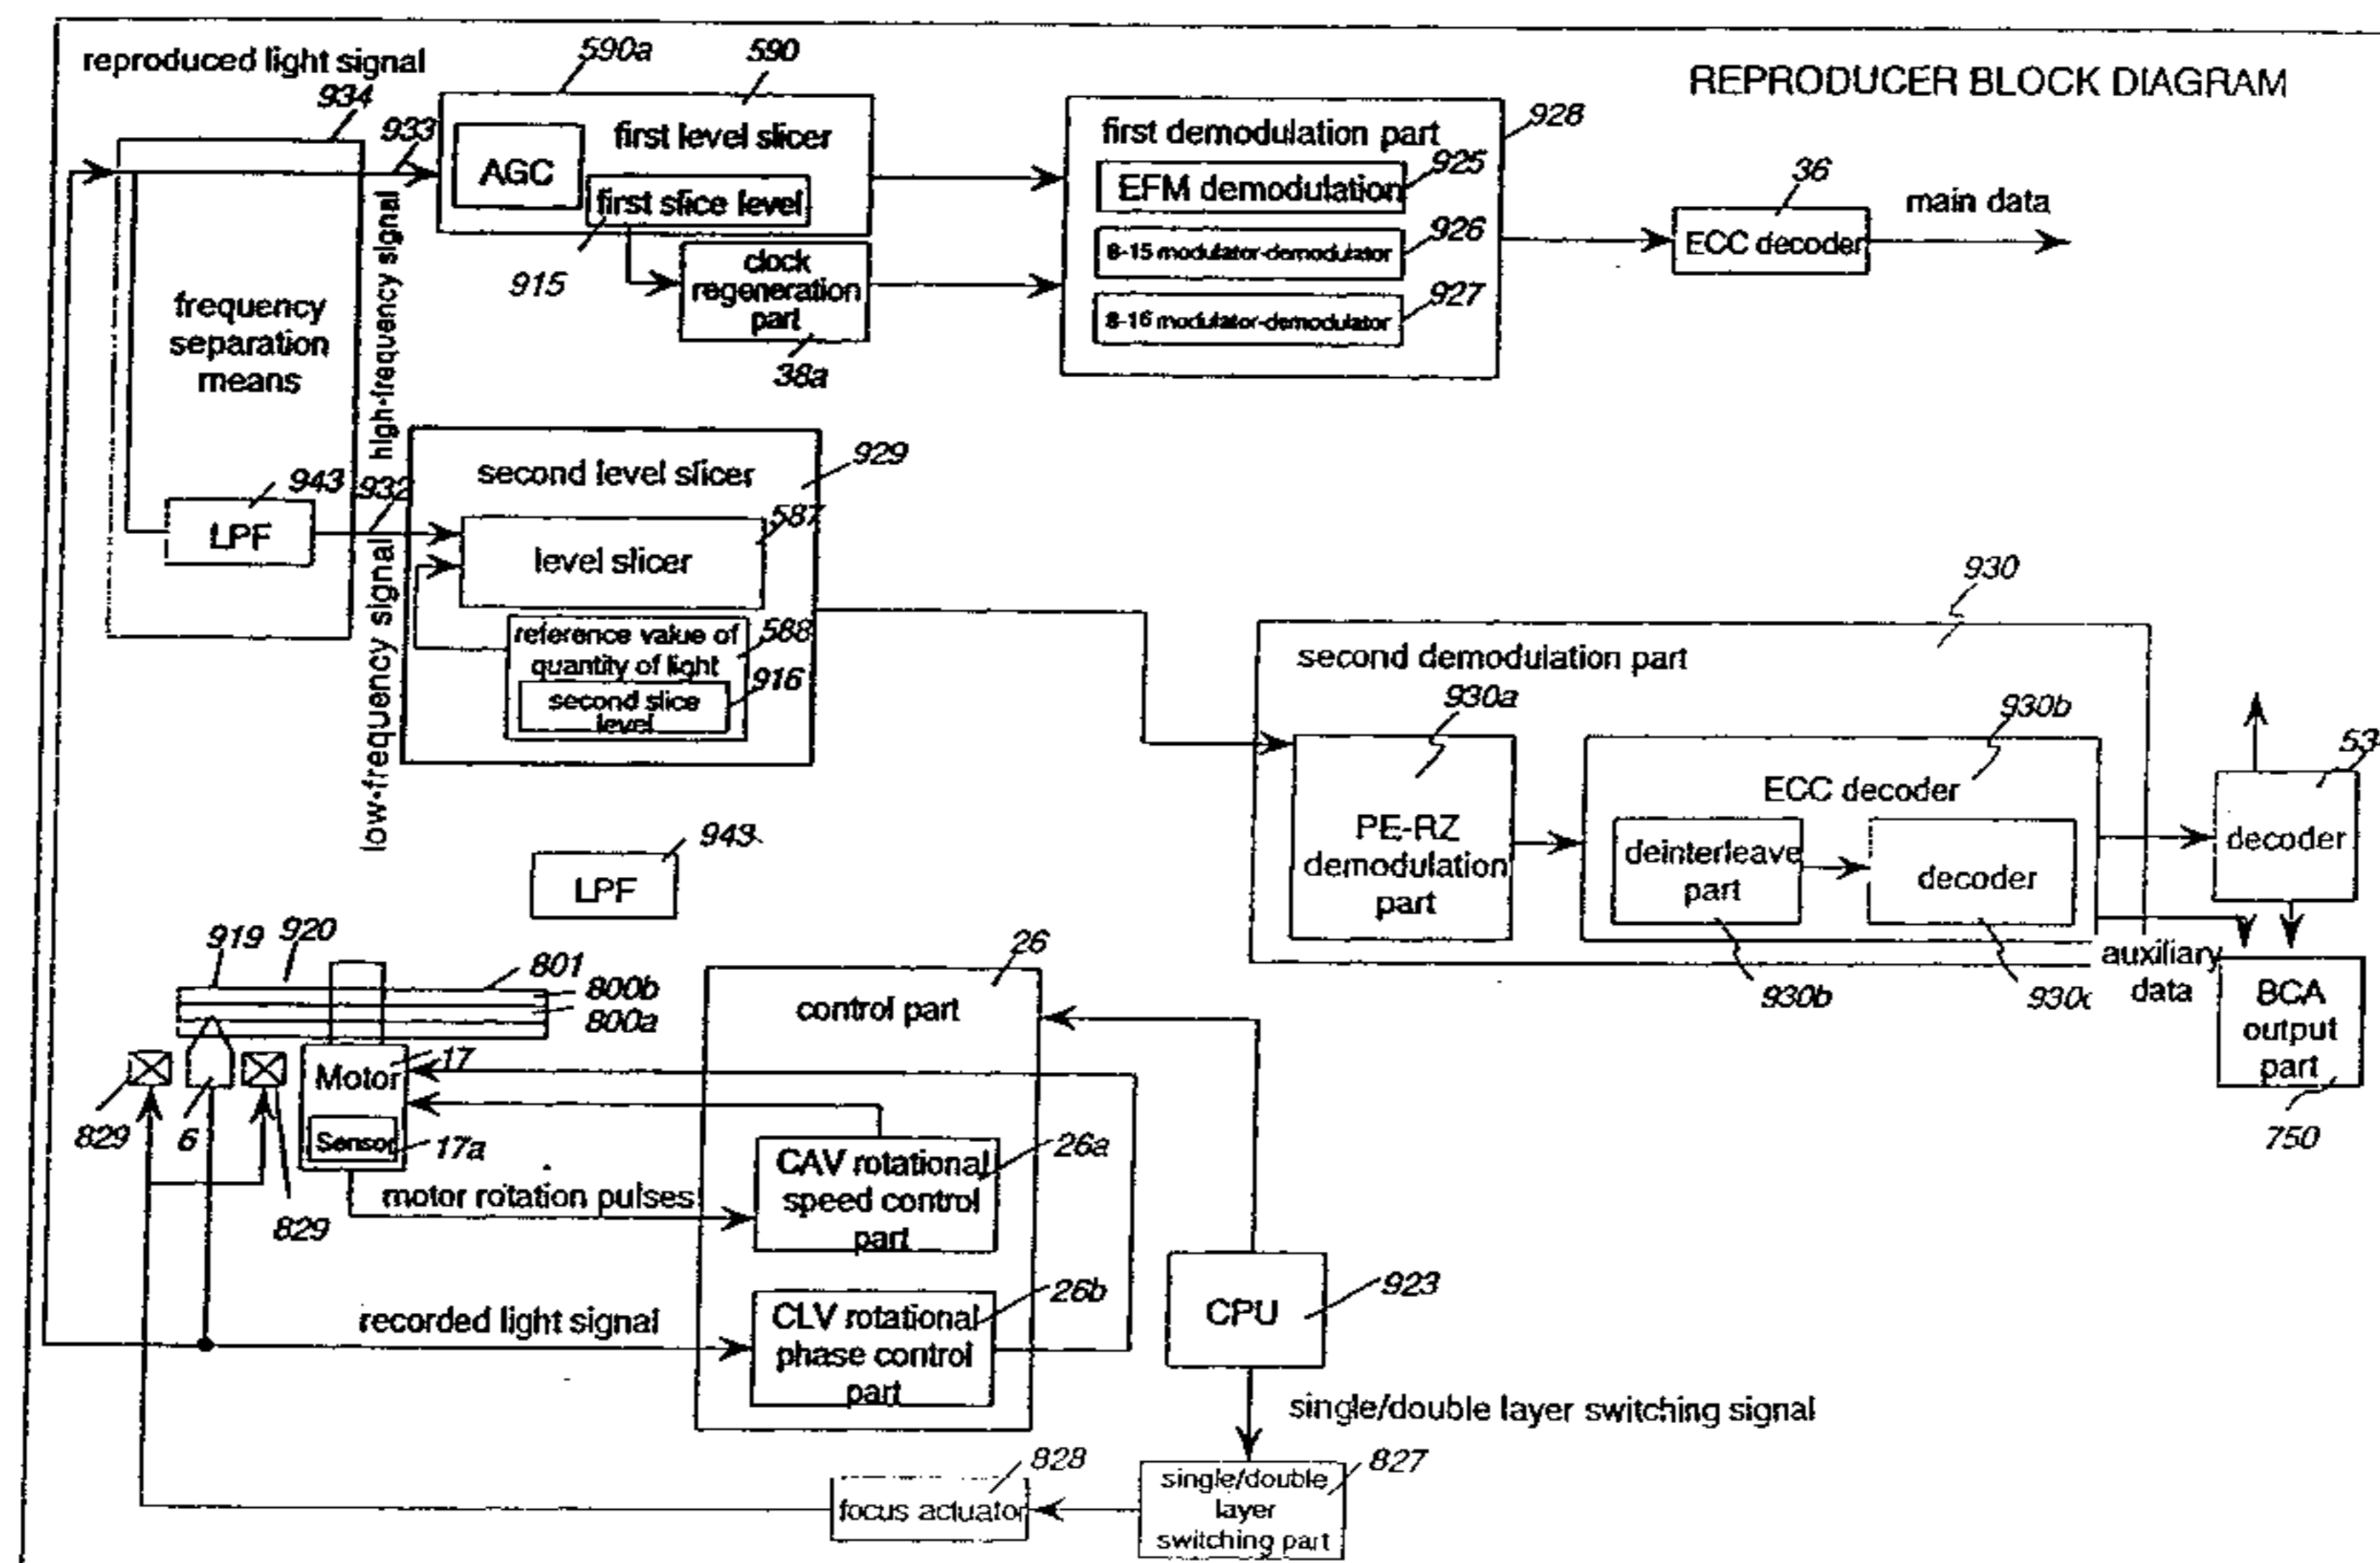 REPRODUCER BLOCK DIAGRAM
reproduced light signal
934
933
590a
590
first level slicer
AGC
first slice level
915
clock
regeneration
part
38a
first demodulation part
928
EFM demodulation
925
8-15 modulator-demodulator
926
8-16 modulator-demodulator
927
36
ECC decoder
main data
frequency
separation
means
high-frequency signal
943
LPF
932
low-frequency signal
second level slicer
929
587
level slicer
reference value of
quantity of light
588
second slice
level
916
943
LPF
930
second demodulation part
930a
PE-RZ
demodulation
part
930b
ECC decoder
deinterleave
part
930b
decoder
930c
53
decoder
auxiliary
data
BCA
output
part
750
919
920
801
800b
800a
829
6
829
Motor
17
Sensor
17a
motor rotation pulses
recorded light signal
26
control part
CAV rotational
speed control
part
26a
CLV rotational
phase control
part
26b
CPU
923
single/double layer switching signal
single/double
layer
switching part
827
focus actuator
828